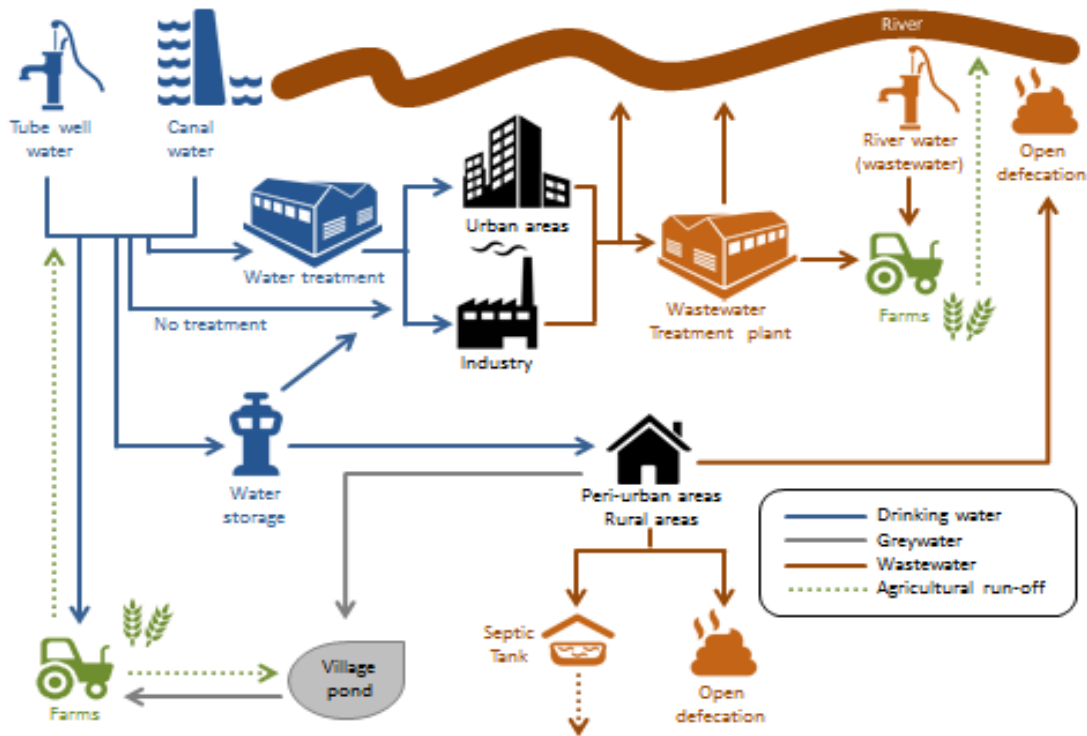 River
Tube well
water
Canal
water
River water
(wastewater)
Open
defecation
Urban areas
Water treatment
No treatment
Industry
Wastewater
Treatment plant
Farms
Water
storage
Peri-urban areas
Rural areas
Drinking water
Greywater
Wastewater
Agricultural run-off
Septic
Tank
Open
defecation
Village
pond
Farms